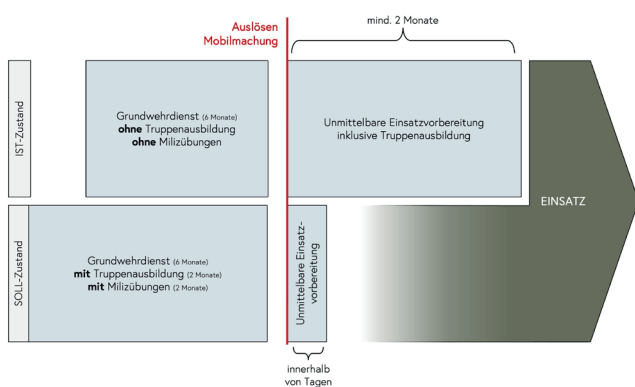 Auslösen
Mobilmachung
mind. 2 Monate
IST-Zustand
Grundwehrdienst (6 Monate)
ohne Truppenausbildung
ohne Milizübungen
Unmittelbare Einsatzvorbereitung
inklusive Truppenausbildung
EINSATZ
SOLL-Zustand
Grundwehrdienst (6 Monate)
mit Truppenausbildung (2 Monate)
mit Milizübungen (2 Monate)
Unmittelbare Einsatz-
vorbereitung
innerhalb
von Tagen